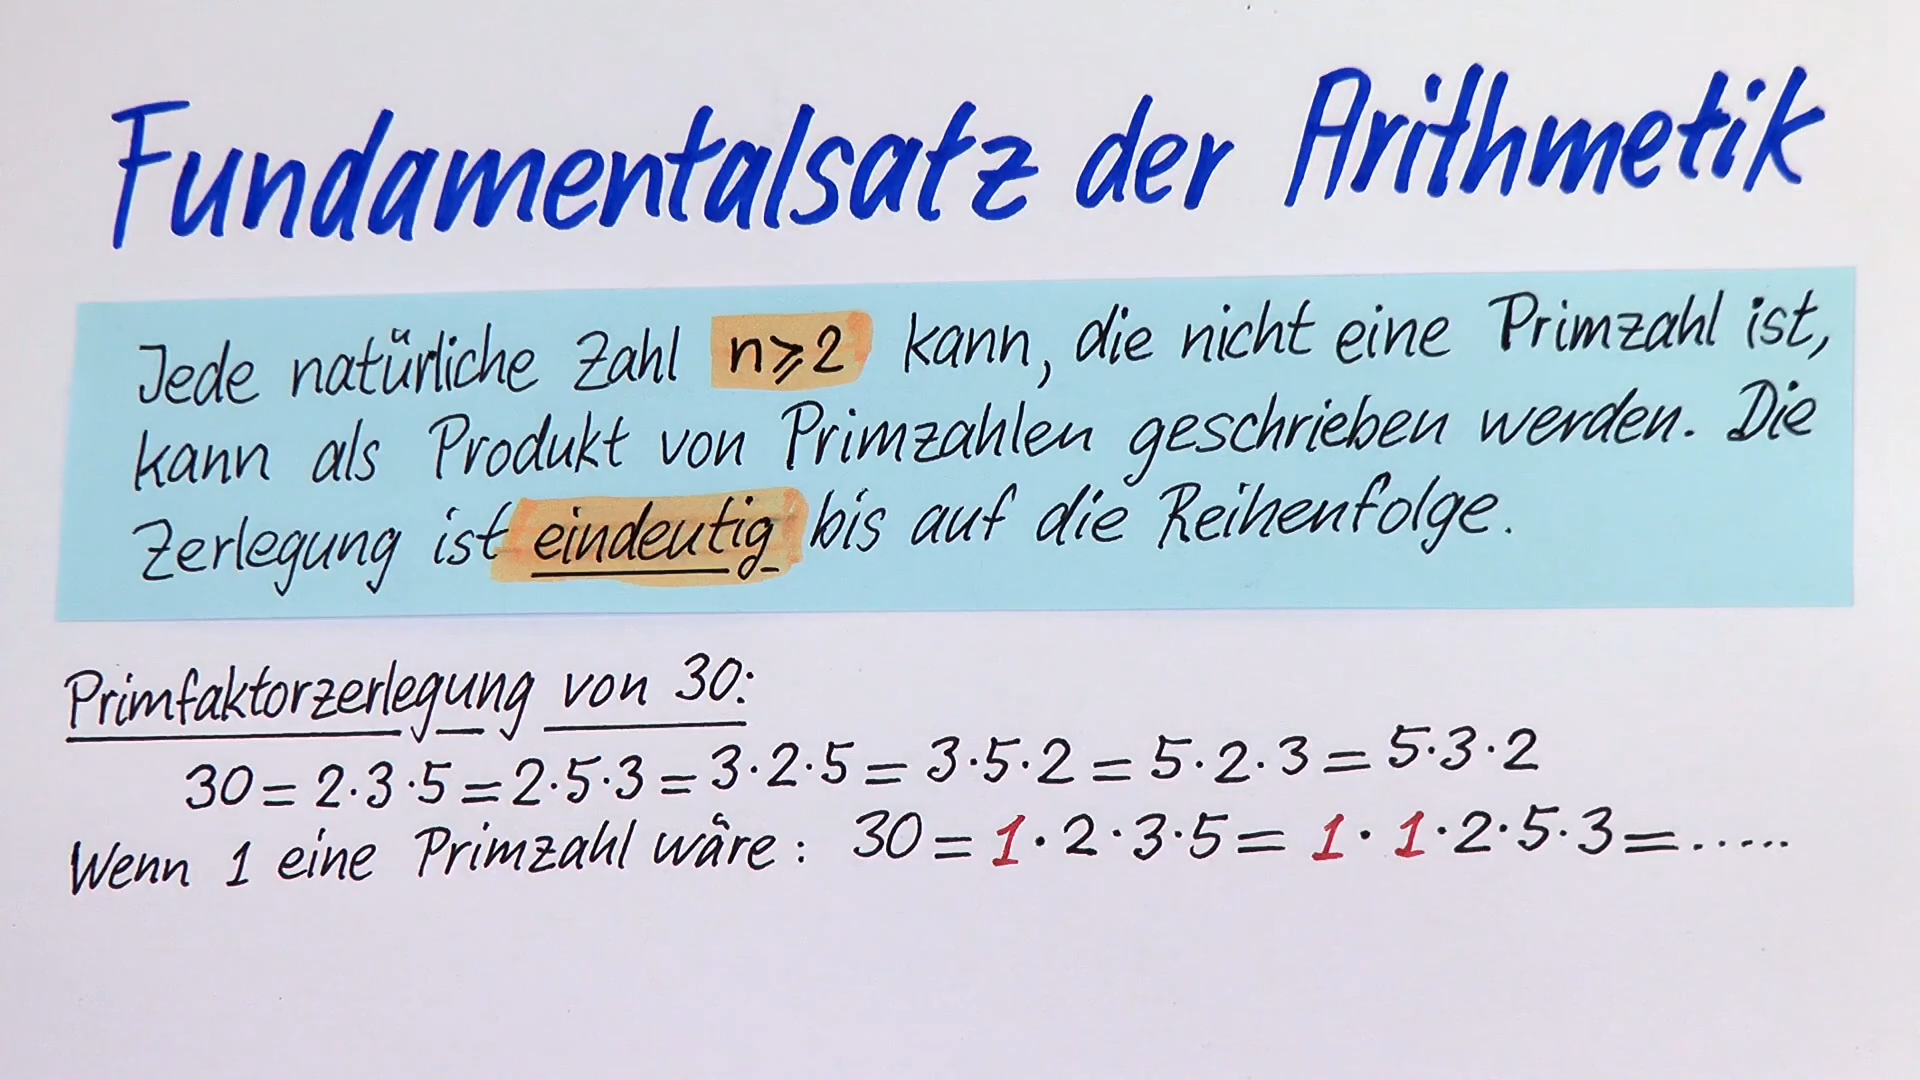 Fundamentalsatz der Arithmetik
Jede natürliche Zahl n⩾2 kann, die nicht eine Primzahl ist,
kann als Produkt von Primzahlen geschrieben werden. Die
Zerlegung ist eindeutig bis auf die Reihenfolge.
Primfaktorzerlegung von 30:
30 = 2·3·5 = 2·5·3 = 3·2·5 = 3·5·2 = 5·2·3 = 5·3·2
Wenn 1 eine Primzahl wäre: 30 = 1·2·3·5 = 1·1·2·5·3 = .....